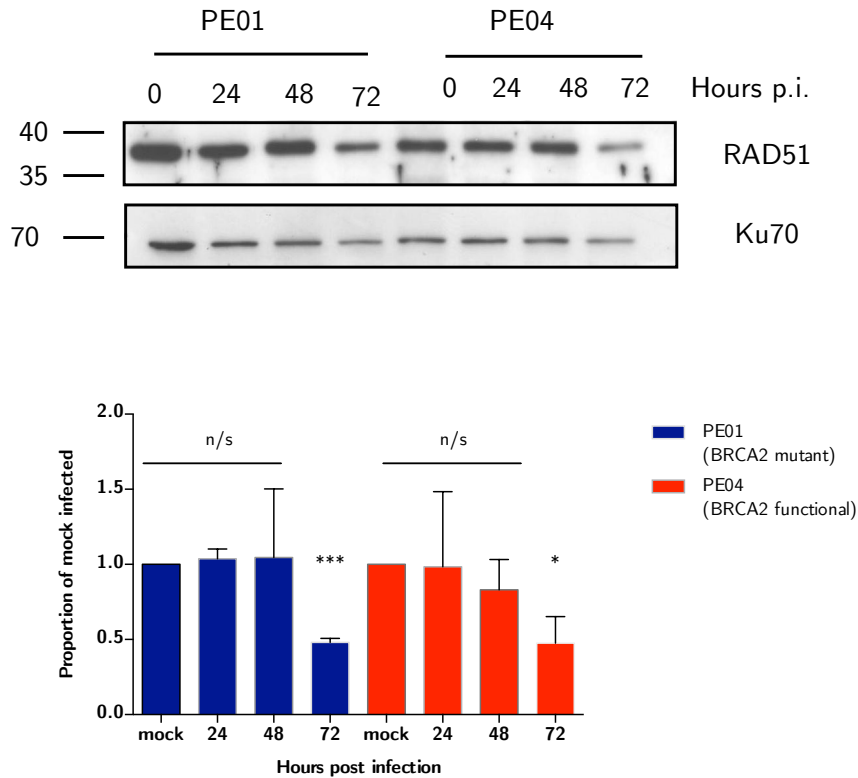 PE01 PE04
0 24 48 72 0 24 48 72 Hours p.i.
40
35
RAD51
70
Ku70
2.0
1.5
1.0
0.5
0.0
Proportion of mock infected
n/s n/s
*** *
mock 24 48 72 mock 24 48 72
Hours post infection
PE01
(BRCA2 mutant)
PE04
(BRCA2 functional)